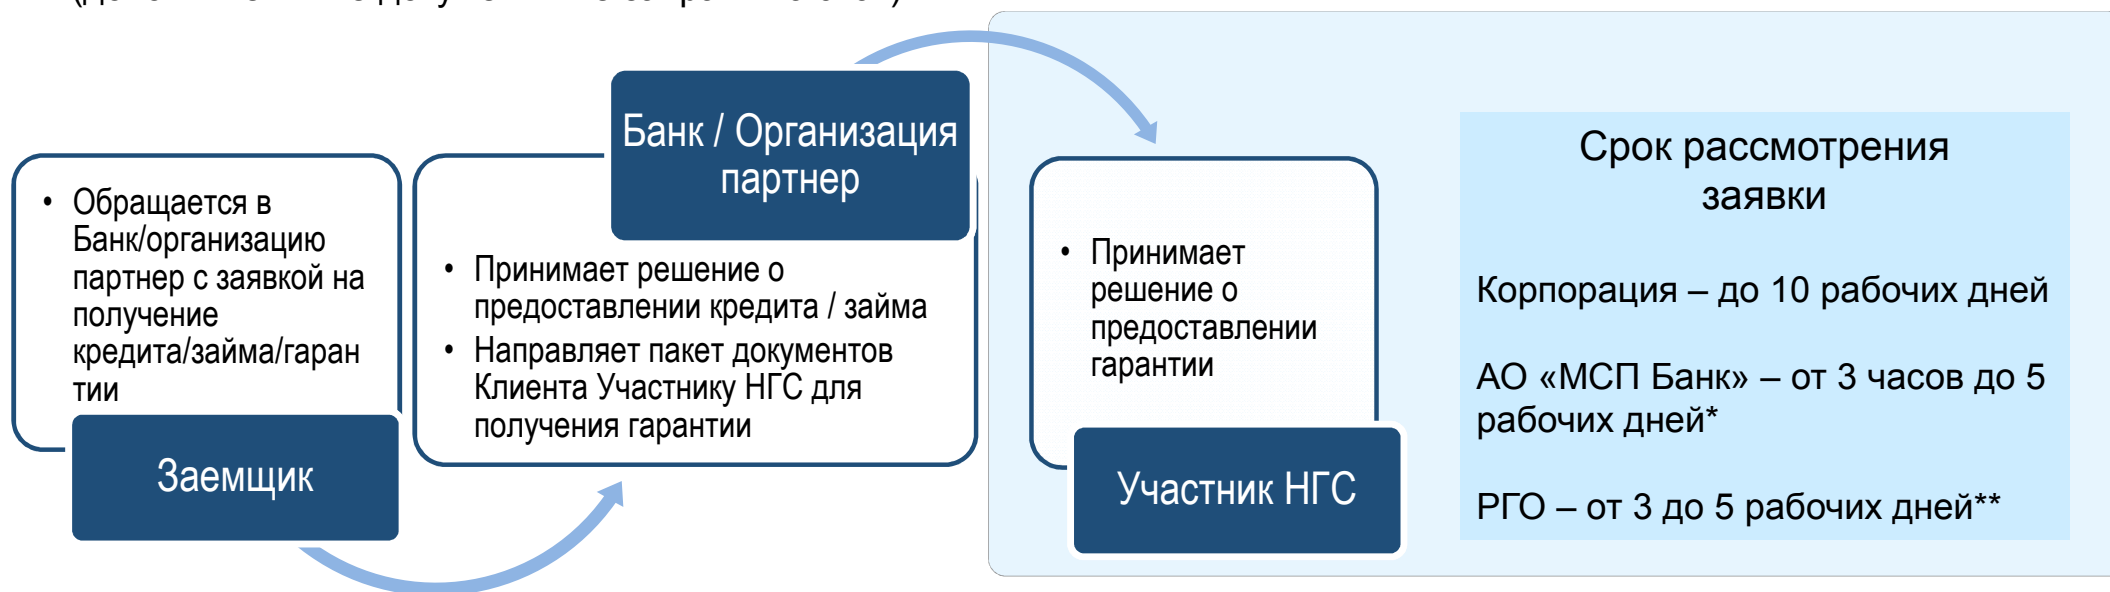 • Обращается в
Банк/организацию
партнер с заявкой на
получение
кредита/займа/гаран
тии
Заемщик
Банк / Организация
партнер
• Принимает решение о
предоставлении кредита / займа
• Направляет пакет документов
Клиента Участнику НГС для
получения гарантии
• Принимает
решение о
предоставлении
гарантии
Участник НГС
Срок рассмотрения
заявки
Корпорация – до 10 рабочих дней
АО «МСП Банк» – от 3 часов до 5
рабочих дней*
РГО – от 3 до 5 рабочих дней**